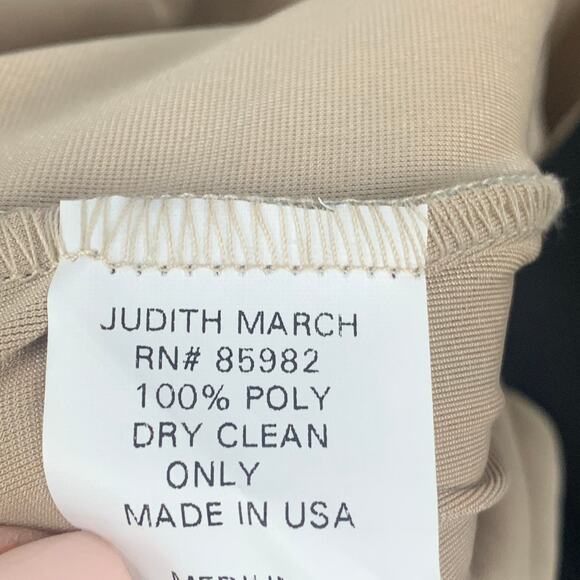 JUDITH MARCH
RN# 85982
100% POLY
DRY CLEAN
ONLY
MADE IN USA